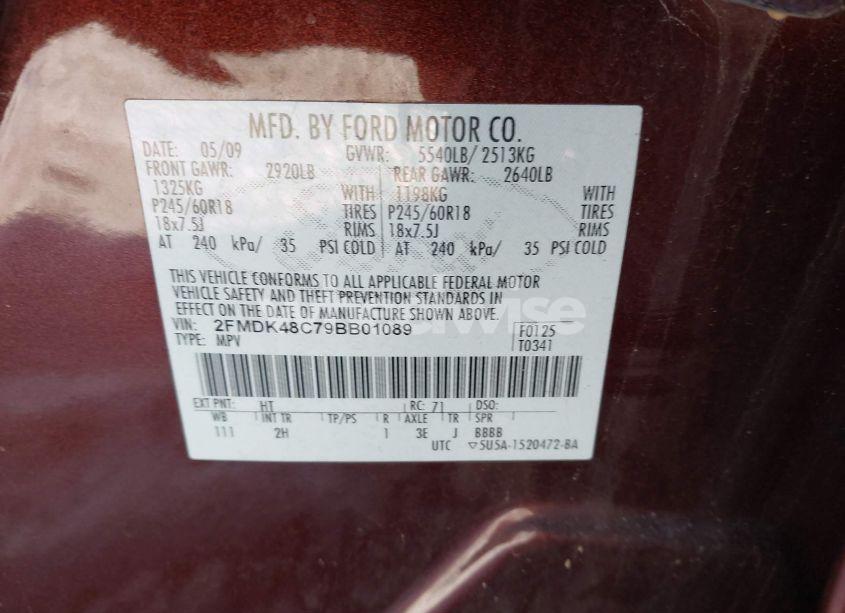 MFD. BY FORD MOTOR CO.
DATE: 05/09 GVWR: 5540LB/ 2513KG
FRONT GAWR: 2920LB REAR GAWR: 2640LB
1325KG WITH 1198KG WITH
P245/60R18 TIRES P245/60R18 TIRES
18x7.5J RIMS 18x7.5J RIMS
AT 240 kPa/ 35 PSI COLD AT 240 kPa/ 35 PSI COLD
THIS VEHICLE CONFORMS TO ALL APPLICABLE FEDERAL MOTOR
VEHICLE SAFETY AND THEFT PREVENTION STANDARDS IN
EFFECT ON THE DATE OF MANUFACTURE SHOWN ABOVE.
VIN: 2FMDK48C79BB01089 F0125
TYPE: MPV T0341
EXT PNT: HT RC: 71 DSO:
WB INT TR TP/PS R AXLE TR SPR
111 2H 1 3E J BBBB
UTC ▽5U5A-1520472-BA